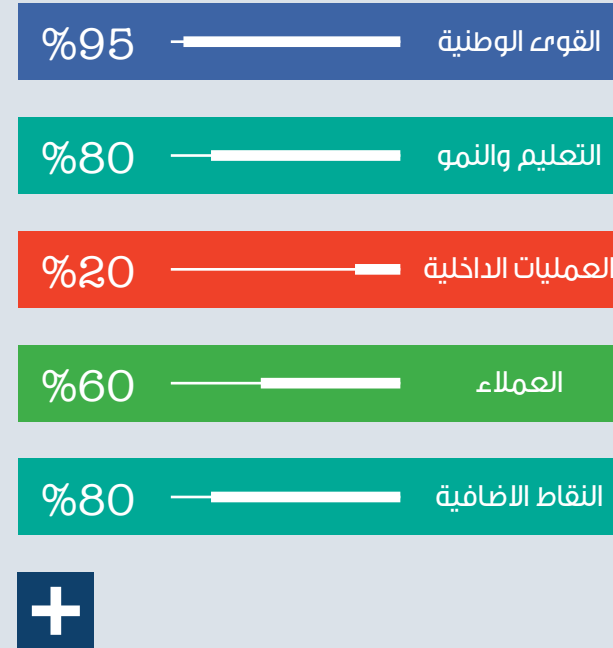 القوى الوطنية %95
التعليم والنمو %80
العمليات الداخلية %20
العملاء %60
النقاط الاضافية %80
+